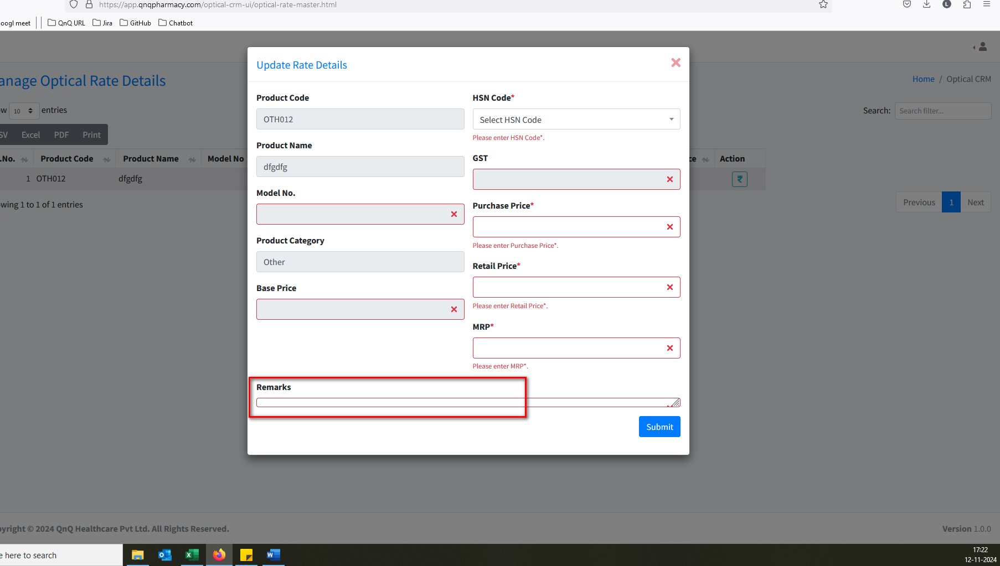 https://app.qnqpharmacy.com/optical-crm-ui/optical-rate-master.html
L
oogl meet QnQ URL Jira GitHub Chatbot
anage Optical Rate Details
Home / Optical CRM
ow 10 entries
Search: Search filter...
SV Excel PDF Print
.No. Product Code Product Name Model No ce Action
1 OTH012 dfgdfg ₹
wing 1 to 1 of 1 entries
Previous 1 Next
Update Rate Details
Product Code
OTH012
Product Name
dfgdfg
Model No.
Product Category
Other
Base Price
HSN Code*
Select HSN Code
Please enter HSN Code*.
GST
Purchase Price*
Please enter Purchase Price*.
Retail Price*
Please enter Retail Price*.
MRP*
Please enter MRP*.
Remarks
Submit
pyright © 2024 QnQ Healthcare Pvt Ltd. All Rights Reserved.
Version 1.0.0
e here to search
17:22
12-11-2024